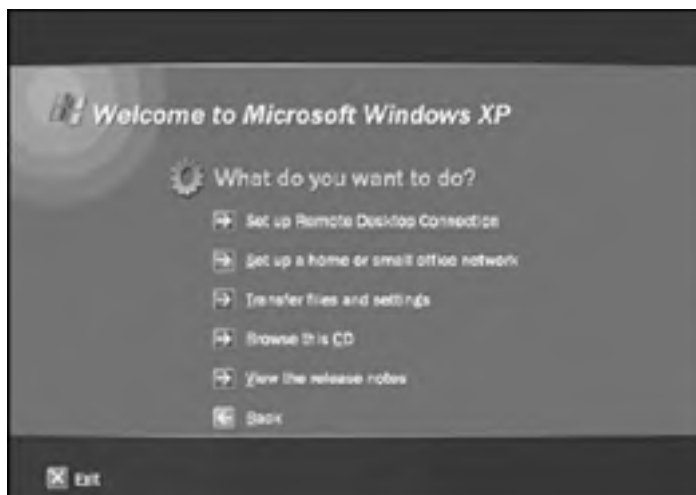 Welcome to Microsoft Windows XP
What do you want to do?
Set up Remote Desktop Connection
Set up a home or small office network
Transfer files and settings
Browse this CD
View the release notes
Back
Exit